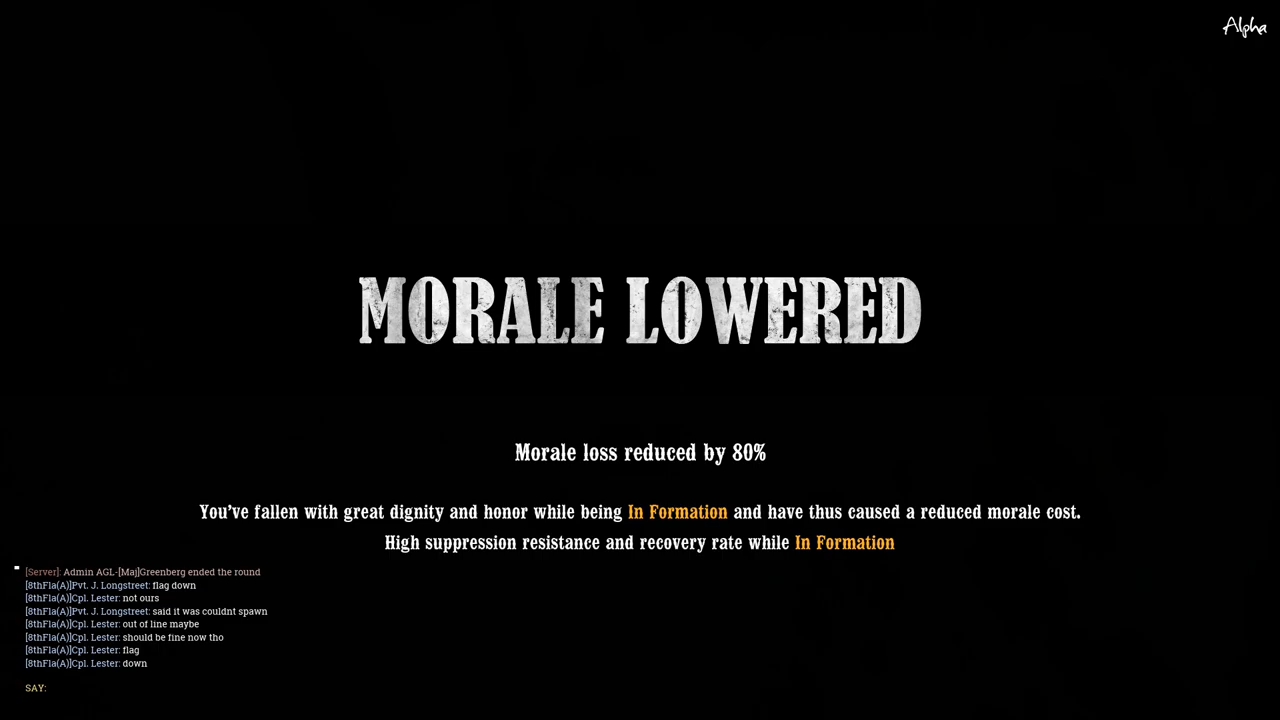 Alpha
MORALE LOWERED
Morale loss reduced by 80%
You've fallen with great dignity and honor while being In Formation and have thus caused a reduced morale cost.
High suppression resistance and recovery rate while In Formation
[Server]: Admin AGL-[Maj]Greenberg ended the round
[8thFla(A)]Pvt. J. Longstreet: flag down
[8thFla(A)]Cpl. Lester: not ours
[8thFla(A)]Pvt. J. Longstreet: said it was couldnt spawn
[8thFla(A)]Cpl. Lester: out of line maybe
[8thFla(A)]Cpl. Lester: should be fine now tho
[8thFla(A)]Cpl. Lester: flag
[8thFla(A)]Cpl. Lester: down
SAY: